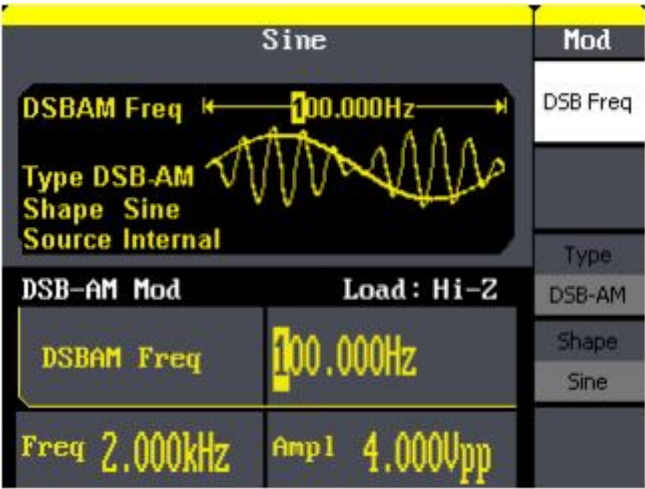 Sine
Mod
DSBAM Freq 100.000Hz
DSB Freq
Type DSB-AM
Shape Sine
Source Internal
Type
DSB-AM
DSB-AM Mod Load: Hi-Z
Shape
Sine
DSBAM Freq 100.000Hz
Freq 2.000kHz Ampl 4.000Vpp